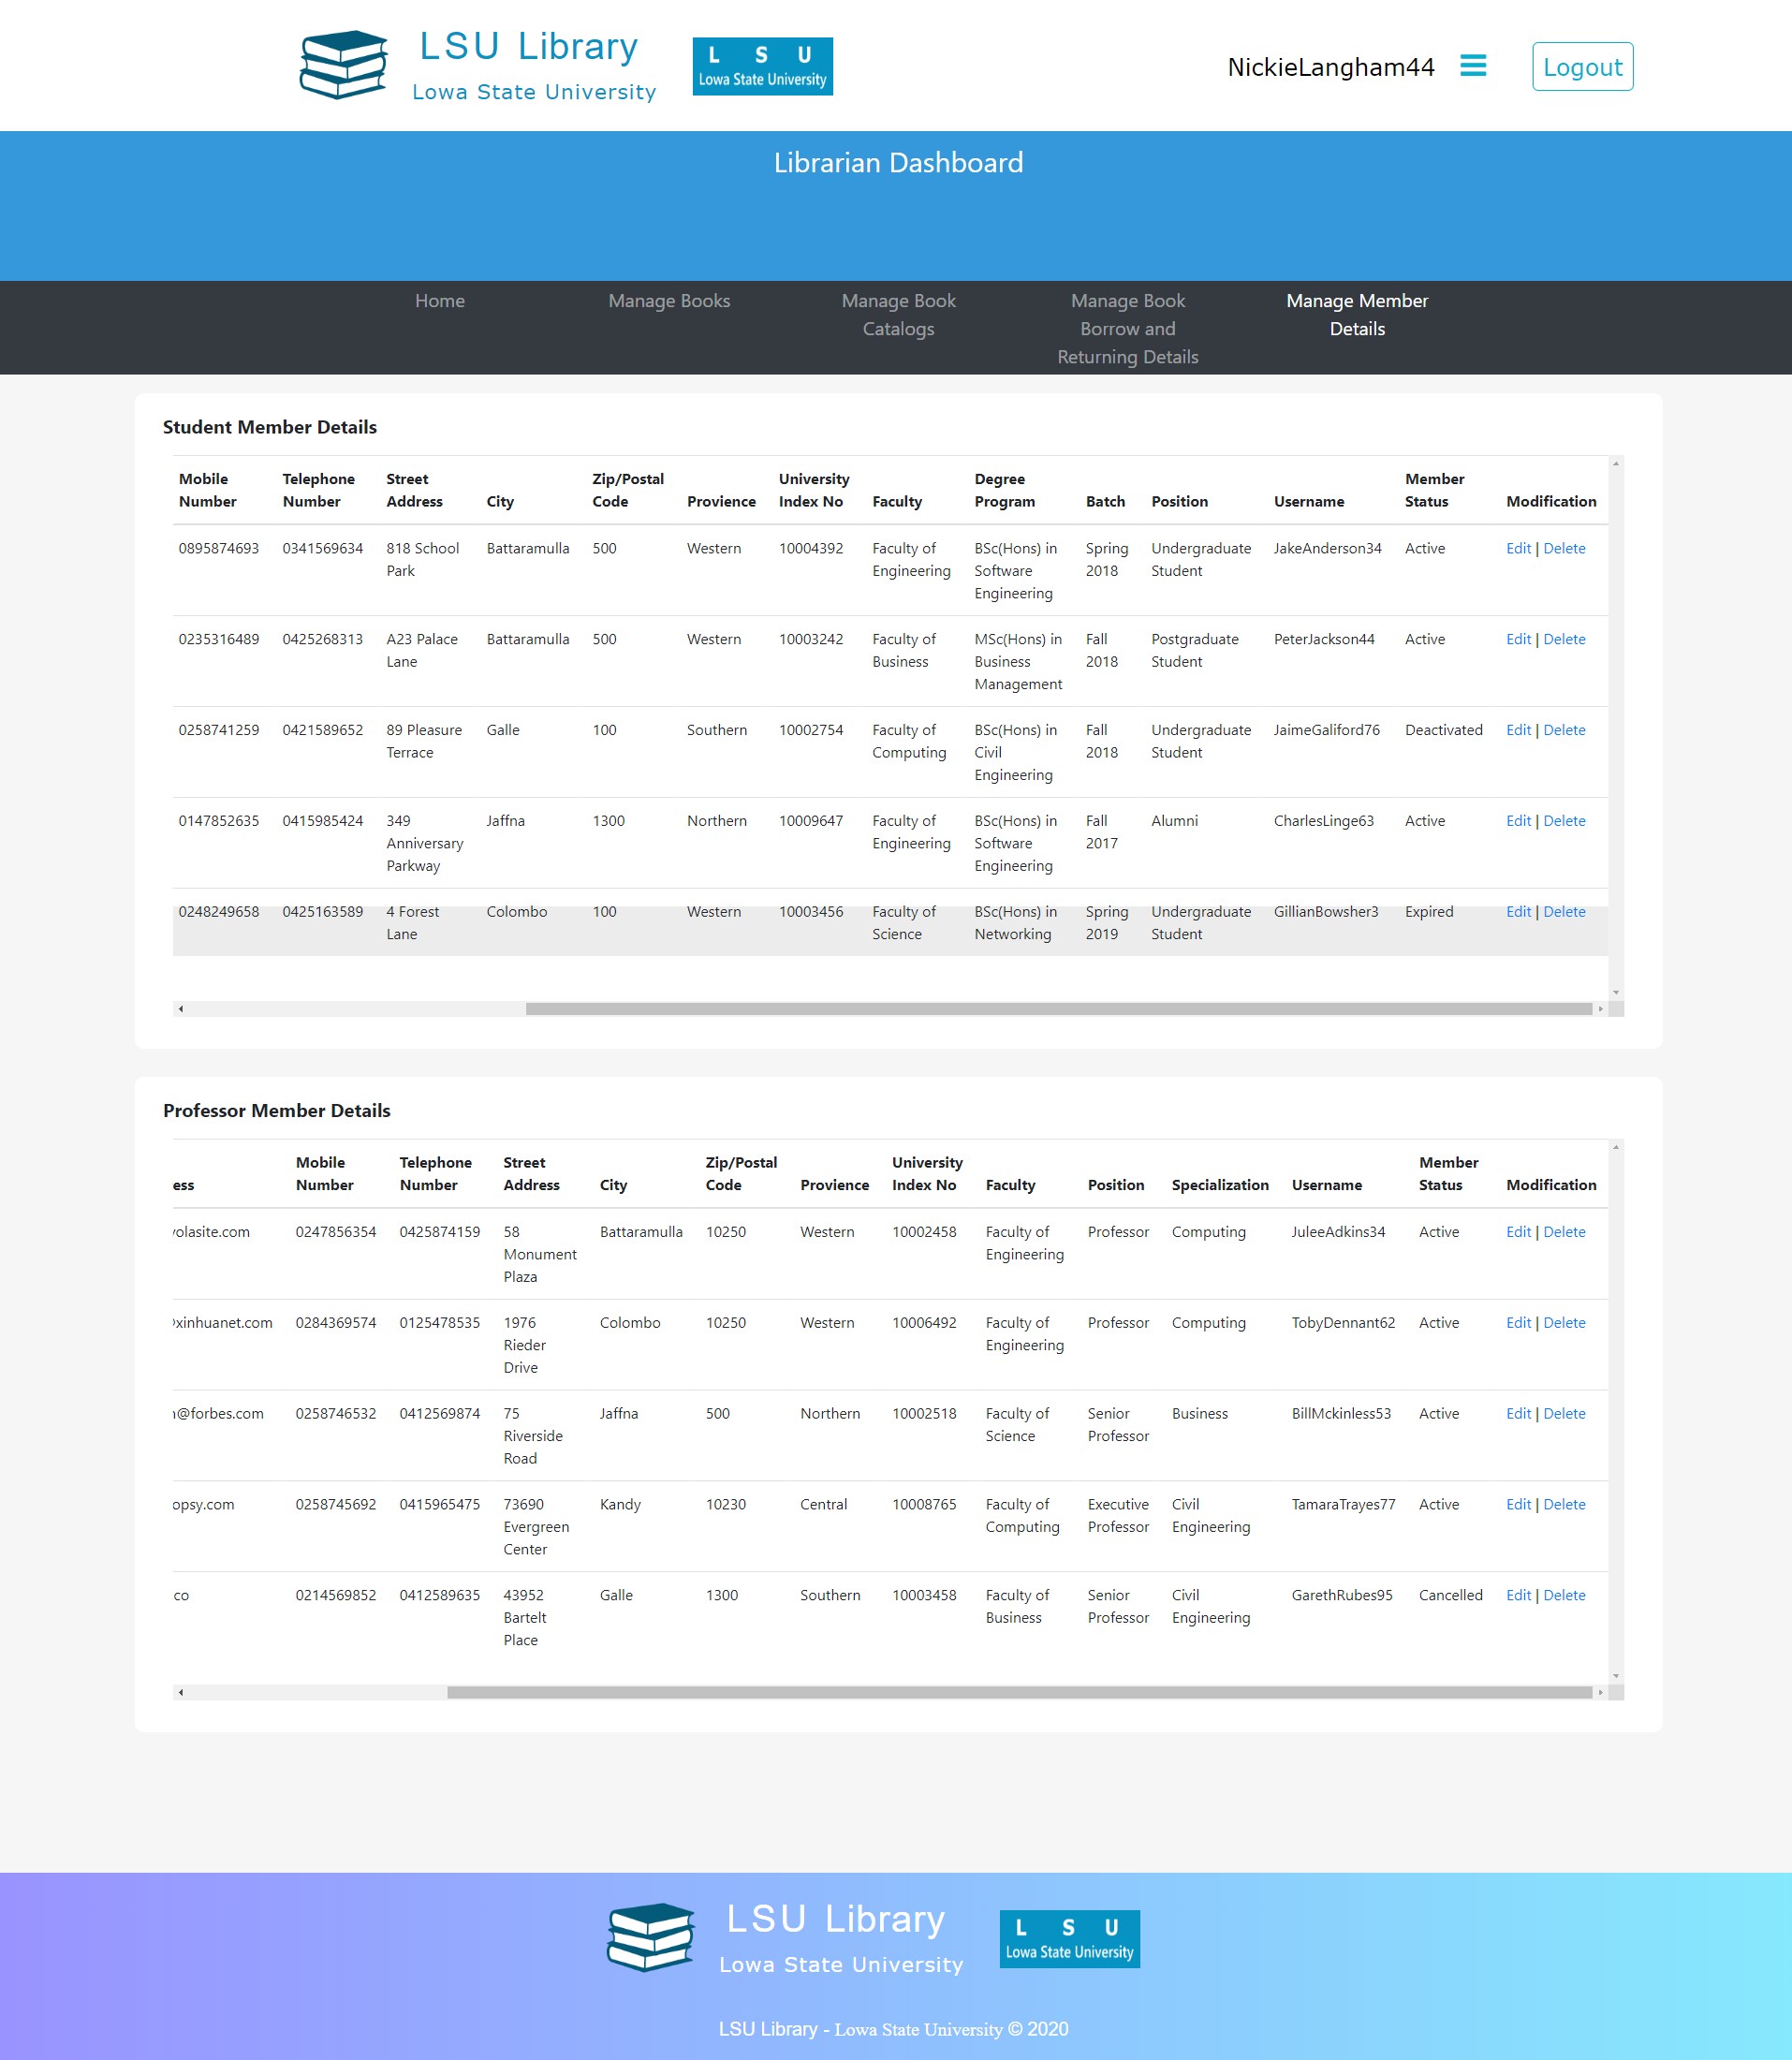 LSU Library
Lowa State University
L S U
Lowa State University
NickieLangham44
Logout
Librarian Dashboard
Home
Manage Books
Manage Book
Catalogs
Manage Book
Borrow and
Returning Details
Manage Member
Details
Student Member Details
Mobile Telephone Street Zip/Postal University Degree Member
Number Number Address City Code Provience Index No Faculty Program Batch Position Username Status Modification
0895874693 0341569634 818 School Battaramulla 500 Western 10004392 Faculty of BSc(Hons) in Spring Undergraduate JakeAnderson34 Active Edit | Delete
Park Engineering Software 2018 Student
Engineering
0235316489 0425268313 A23 Palace Battaramulla 500 Western 10003242 Faculty of MSc(Hons) in Fall Postgraduate PeterJackson44 Active Edit | Delete
Lane Business Business 2018 Student
Management
0258741259 0421589652 89 Pleasure Galle 100 Southern 10002754 Faculty of BSc(Hons) in Fall Undergraduate JaimeGaliford76 Deactivated Edit | Delete
Terrace Computing Civil 2018 Student
Engineering
0147852635 0415985424 349 Jaffna 1300 Northern 10009647 Faculty of BSc(Hons) in Fall Alumni CharlesLinge63 Active Edit | Delete
Anniversary Engineering Software 2017
Parkway Engineering
0248249658 0425163589 4 Forest Colombo 100 Western 10003456 Faculty of BSc(Hons) in Spring Undergraduate GillianBowsher3 Expired Edit | Delete
Lane Science Networking 2019 Student
Professor Member Details
Mobile Telephone Street Zip/Postal University Member
ess Number Number Address City Code Provience Index No Faculty Position Specialization Username Status Modification
olasite.com 0247856354 0425874159 58 Battaramulla 10250 Western 10002458 Faculty of Professor Computing JuleeAdkins34 Active Edit | Delete
Monument Engineering
Plaza
xinhuanet.com 0284369574 0125478535 1976 Colombo 10250 Western 10006492 Faculty of Professor Computing TobyDennant62 Active Edit | Delete
Rieder Engineering
Drive
@forbes.com 0258746532 0412569874 75 Jaffna 500 Northern 10002518 Faculty of Senior Business BillMckinless53 Active Edit | Delete
Riverside Science Professor
Road
opsy.com 0258745692 0415965475 73690 Kandy 10230 Central 10008765 Faculty of Executive Civil TamaraTrayes77 Active Edit | Delete
Evergreen Computing Professor Engineering
Center
co 0214569852 0412589635 43952 Galle 1300 Southern 10003458 Faculty of Senior Civil GarethRubes95 Cancelled Edit | Delete
Bartelt Business Professor Engineering
Place
LSU Library
Lowa State University
L S U
Lowa State University
LSU Library - Lowa State University © 2020